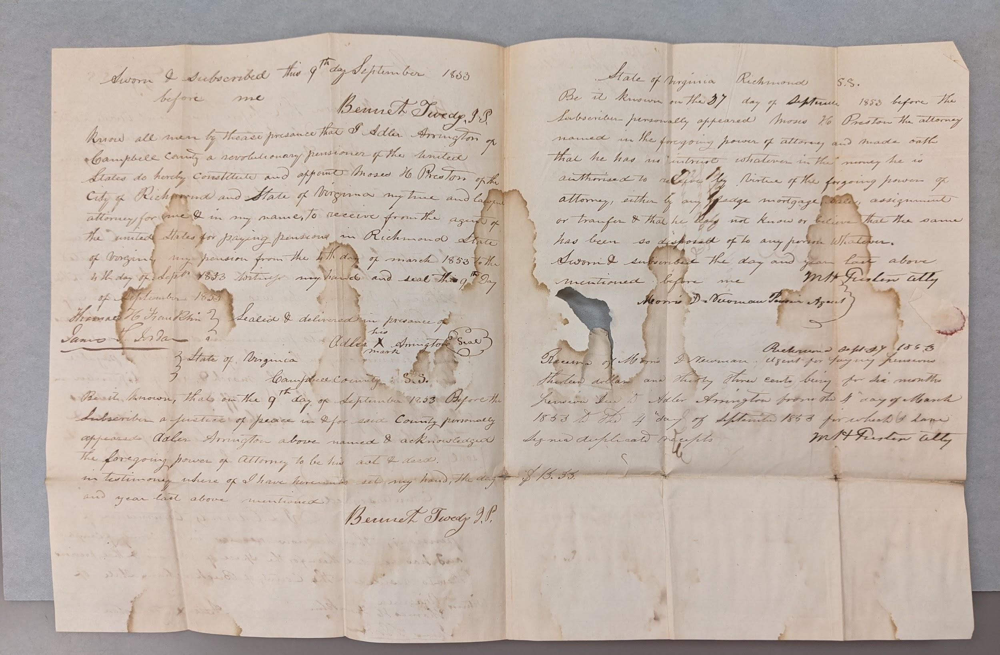 Sworn & subscribed this 9th day September 1853
before me
Bennet Twedy, J.P.
Know all men by thease presance that I Adler Arrington of
Campbell County a revolutionary pensioner of the United
States do hereby constitute and appoint Moses H Preston of the
City of Richmond and State of Virginia my true and lawful
attorney for me & in my name, to receive from the agent of
the united States for paying pensions in Richmond State
of Virginia my pension from the 4th day of march 1853 to the
4th day of Septr 1853 witness my hand and seal this 9th Day
of September 1853
Thomas H Franklin } Sealed & delivered in presance of
James T. Jordan
his
Adler X Arrington Seal
mark
State of Virginia
Campbell County S.S.
Be it known, that on the 9th day of September 1853 Before the
Subscriber a justice of peace in & for said County personally
appeared Adler Arrington above named & acknowledged
the foregoing power of Attorney to be his act & deed.
in testimoney where of I have hereunto set my hand, the day
and year last above mentioned
Bennet Twedy J.P.
State of Virginia Richmond S.S.
Be it known on the 27 day of September 1853 before the
Subscriber personally appeared Moses H Preston the attorney
named in the foregoing power of attorney and made oath
that he has no intrust whatever in the money he is
authorised to receive by Virtue of the forgoing power of
attorney, either by any pledge mortgage, sale, assignment
or tranfer & that he does not know or believe that the same
has been so disposed of to any person Whatever.
Sworn & subscribed the day and year last above
mentioned before me MH Preston Atty
Morris D Newman Pension Agent
Richmond Sept 27 1853
Received of Morris D Newman Agent for paying pensions
Thirteen dollars and thirty three cents being for six months
pension due to Adler Arrington from the 4th day of March
1853 to the 4th day of September 1853 for which I have
signed duplicate receipts
MH Preston Atty
$ 13.33.